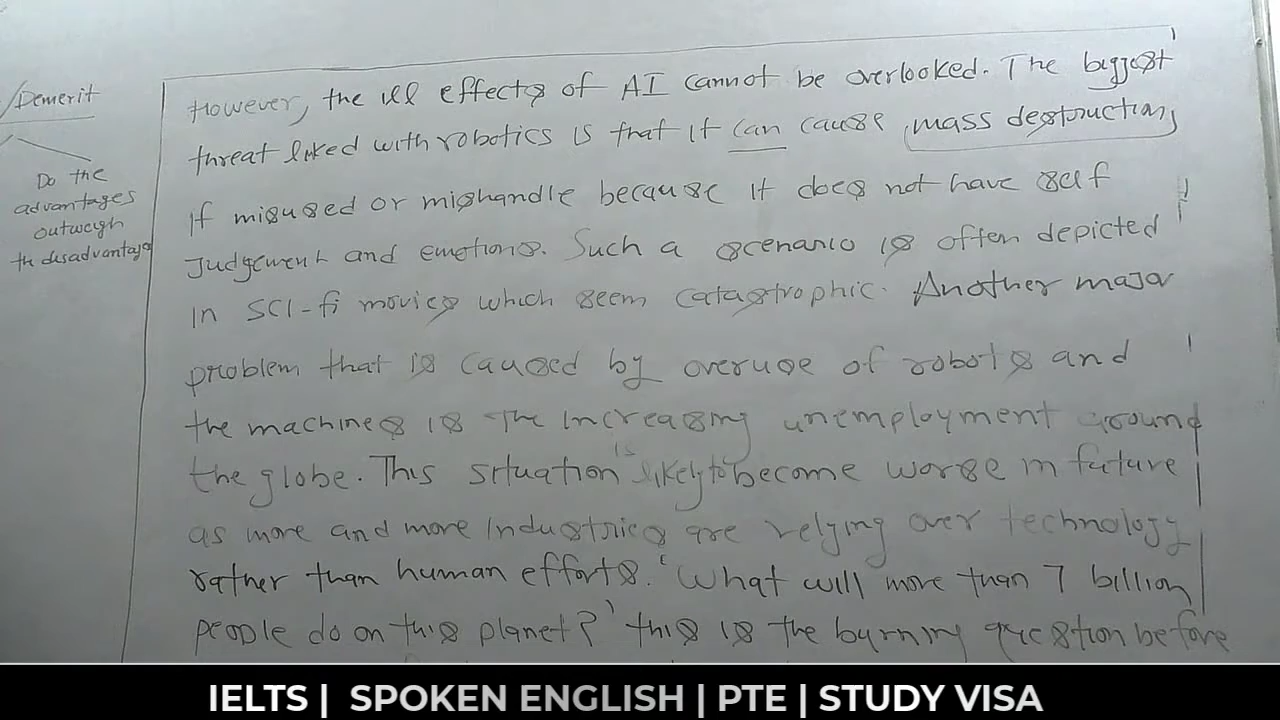 Demerit
Do the
advantages
outweigh
the disadvantage
However, the ill effects of AI cannot be overlooked. The biggest
threat liked with robotics is that it can cause mass destruction,
if misused or mishandle because it does not have self
Judgement and emotions. Such a scenario is often depicted
in SCI-fi movies which seem catastrophic. Another major
problem that is caused by overuse of robots and
the machines is the increasing unemployment around
the globe. This situation is likely to become worse in future
as more and more industries are relying over technology
rather than human efforts. 'What will more than 7 billion
people do on this planet?' this is the burning question before
IELTS | SPOKEN ENGLISH | PTE | STUDY VISA